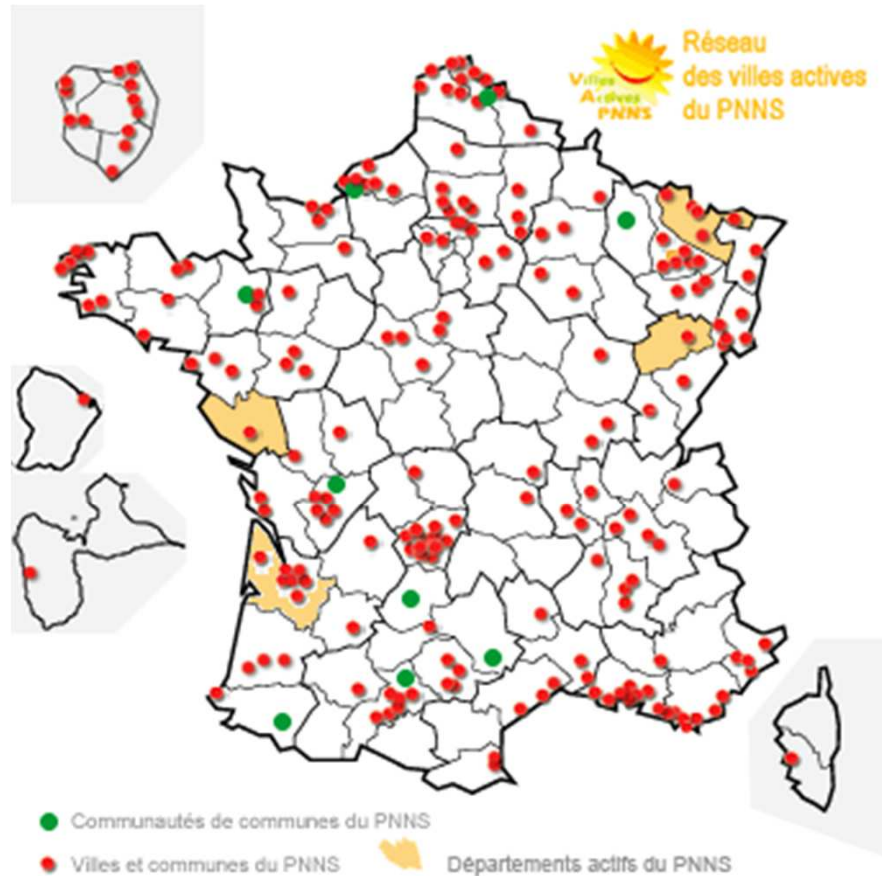 Réseau
des villes actives
du PNNS
Villes
Actives
PNNS
Communautés de communes du PNNS
Villes et communes du PNNS
Départements actifs du PNNS